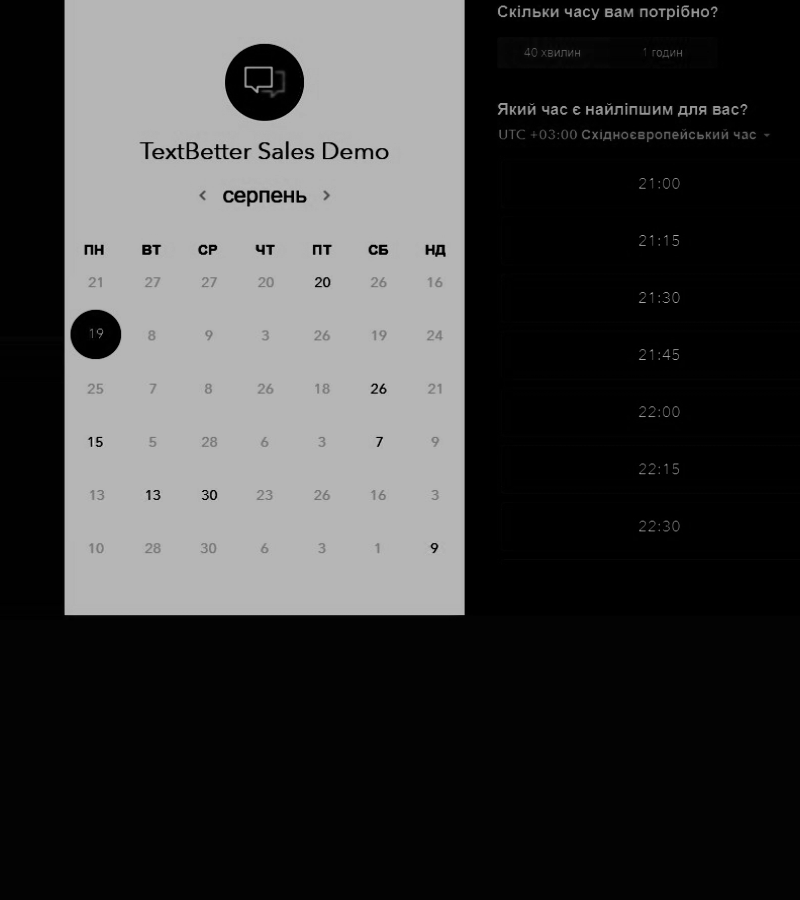 TextBetter Sales Demo
серпень
ПН ВТ СР ЧТ ПТ СБ НД
21 27 27 20 20 26 16
19 8 9 3 26 19 24
25 7 8 26 18 26 21
15 5 28 6 3 7 9
13 13 30 23 26 16 3
10 28 30 6 3 1 9
Скільки часу вам потрібно?
40 хвилин 1 годин
Який час є найліпшим для вас?
UTC +03:00 Східноєвропейський час
21:00
21:15
21:30
21:45
22:00
22:15
22:30